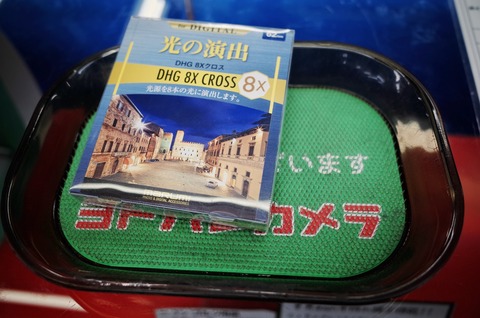 for DIGITAL
光の演出
DHG 8Xクロス
DHG 8X CROSS
8X
光源を8本の光に演出します。
います
ヨドバシカメラ